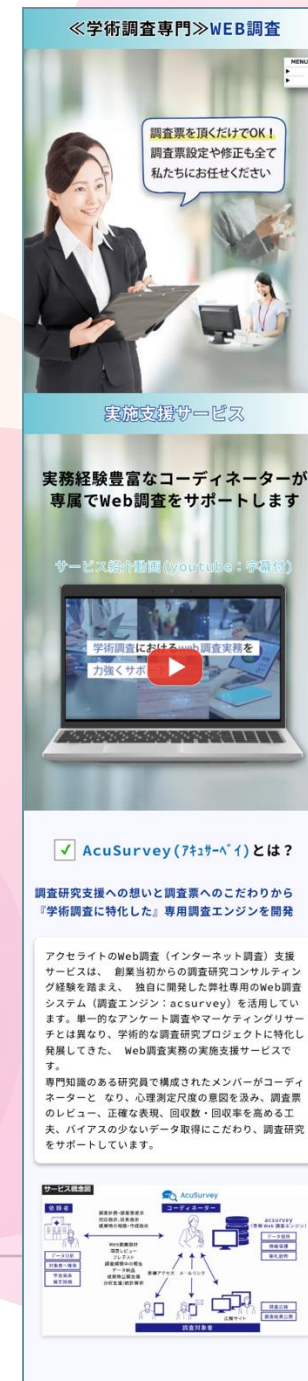 ≪学術調査専門≫WEB調査
MENU
調査票を頂くだけでOK！
調査票設定や修正も全て
私たちにお任せください
実施支援サービス
実務経験豊富なコーディネーターが
専属でWeb調査をサポートします
サービス紹介動画(youtube：字幕付)
学術調査におけるweb調査実務を
力強くサポ
AcuSurvey(ｱｷｭｻｰﾍﾞｲ)とは？
調査研究支援への想いと調査票へのこだわりから
『学術調査に特化した』専用調査エンジンを開発
アクセライトのWeb調査（インターネット調査）支援
サービスは、 創業当初からの調査研究コンサルティン
グ経験を踏まえ、 独自に開発した弊社専用のWeb調査
システム（調査エンジン：acsurvey）を活用してい
ます。単一的なアンケート調査やマーケティングリサー
チとは異なり、学術的な調査研究プロジェクトに特化し
発展してきた、 Web調査実務の実施支援サービスで
す。
専門知識のある研究員で構成されたメンバーがコーディ
ネーターと なり、心理測定尺度の意図を汲み、調査票
のレビュー、正確な表現、回収数・回収率を高める工
夫、バイアスの少ないデータ取得にこだわり、調査研究
をサポートしています。
サービス概念図
AcuSurvey
依頼者
コーディネーター
acsurvey
Web画面設計
プレテスト
データ納品
データ分析
調査対象者